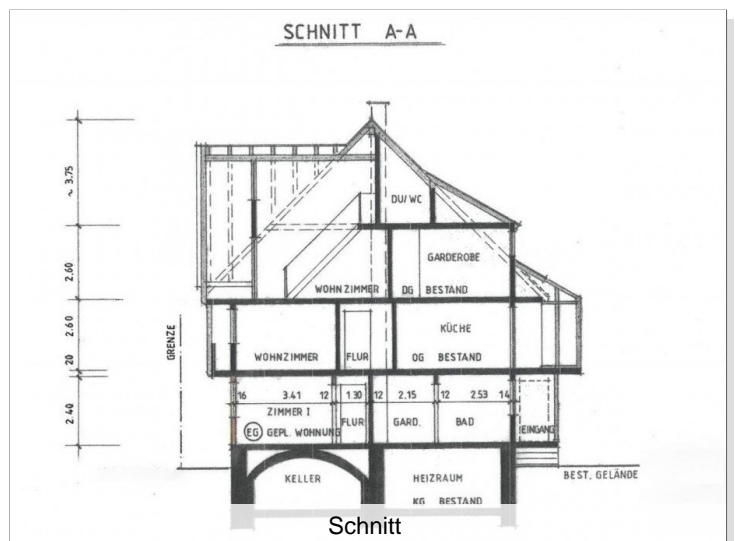 SCHNITT A-A
~ 3.75
DU/WC
2.60
GARDEROBE
WOHNZIMMER DG BESTAND
2.60
GRENZE
KÜCHE
WOHNZIMMER FLUR OG BESTAND
20
2.40
16 3.41 12 1.30 12 2.15 12 2.53 14
ZIMMER I
EG GEPL. WOHNUNG FLUR GARD. BAD EINGANG
KELLER HEIZRAUM BEST. GELÄNDE
KG BESTAND
Schnitt